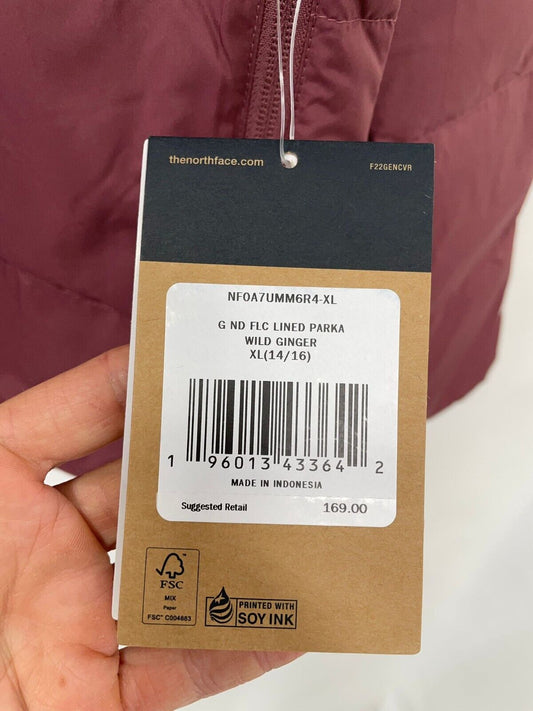 thenorthface.com
F22GENCVR
NF0A7UMM6R4-XL
G ND FLC LINED PARKA
WILD GINGER
XL(14/16)
1 96013 43364 2
MADE IN INDONESIA
Suggested Retail 169.00
FSC
MIX
Paper
FSC® C004683
PRINTED WITH
SOY INK